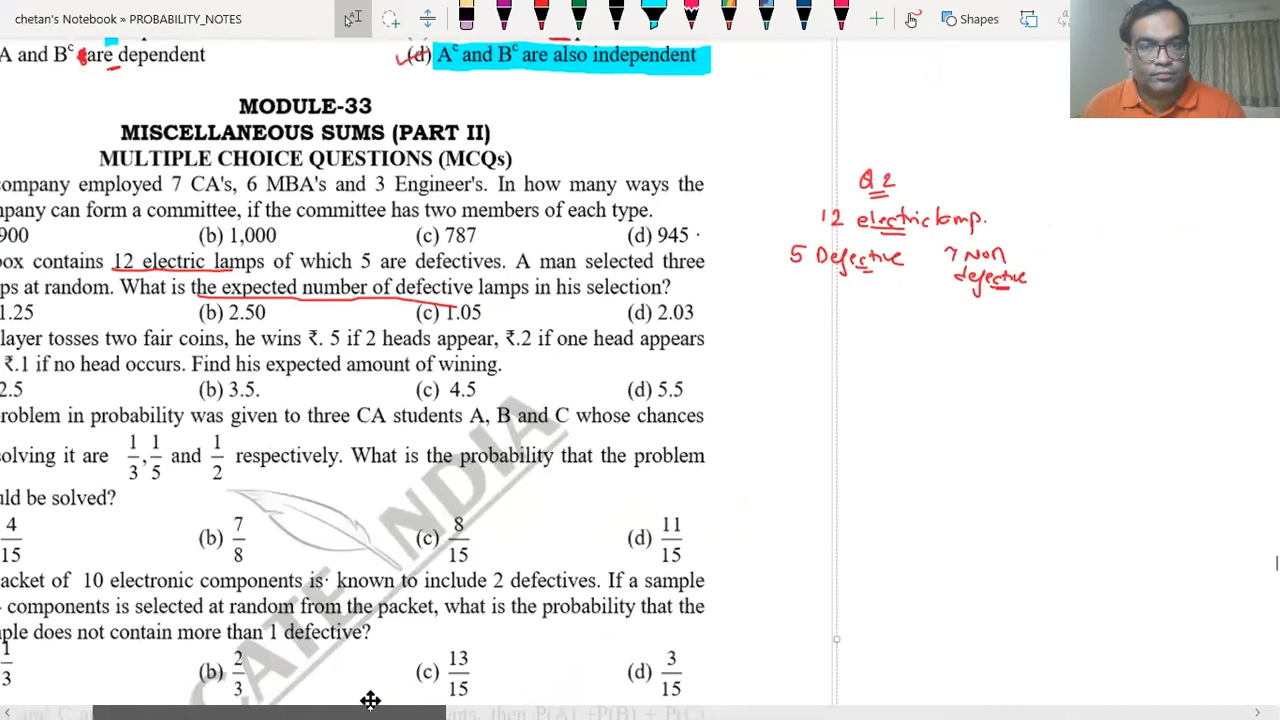 chetan's Notebook » PROBABILITY_NOTES
Shapes
A and Bᶜ are dependent (d) Aᶜ and Bᶜ are also independent
MODULE-33
MISCELLANEOUS SUMS (PART II)
MULTIPLE CHOICE QUESTIONS (MCQs)
ompany employed 7 CA's, 6 MBA's and 3 Engineer's. In how many ways the
npany can form a committee, if the committee has two members of each type.
900 (b) 1,000 (c) 787 (d) 945 ·
box contains 12 electric lamps of which 5 are defectives. A man selected three
ps at random. What is the expected number of defective lamps in his selection?
1.25 (b) 2.50 (c) 1.05 (d) 2.03
layer tosses two fair coins, he wins ₹. 5 if 2 heads appear, ₹.2 if one head appears
₹.1 if no head occurs. Find his expected amount of wining.
2.5 (b) 3.5. (c) 4.5 (d) 5.5
roblem in probability was given to three CA students A, B and C whose chances
olving it are 1/3, 1/5 and 1/2 respectively. What is the probability that the problem
uld be solved?
4/15 (b) 7/8 (c) 8/15 (d) 11/15
acket of 10 electronic components is· known to include 2 defectives. If a sample
components is selected at random from the packet, what is the probability that the
nple does not contain more than 1 defective?
1/3 (b) 2/3 (c) 13/15 (d) 3/15
CATE INDIA
Q2
12 electric lamp.
5 Defective 7 Non
defective